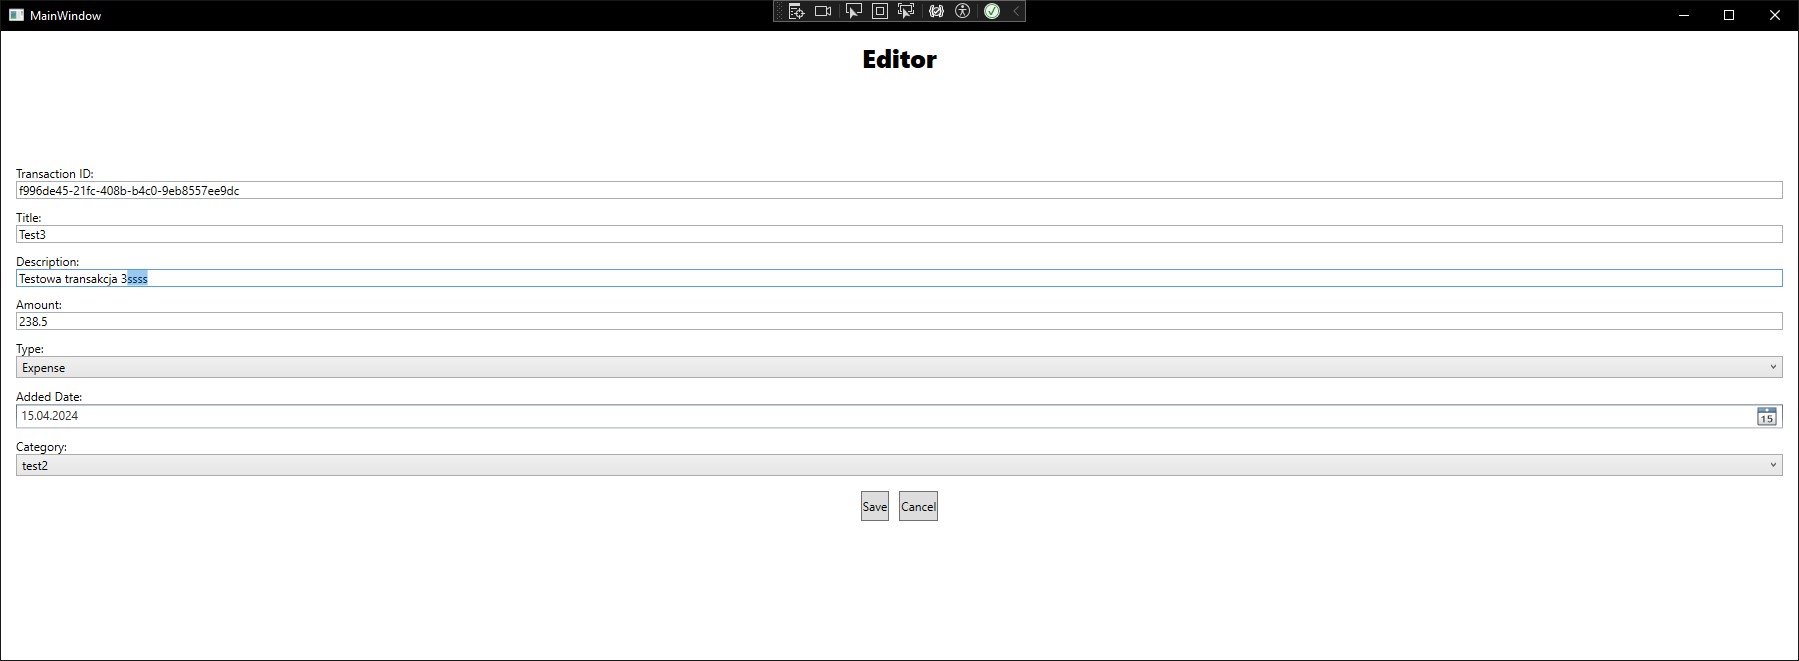 MainWindow
Editor
Transaction ID:
f996de45-21fc-408b-b4c0-9eb8557ee9dc
Title:
Test3
Description:
Testowa transakcja 3ssss
Amount:
238.5
Type:
Expense
Added Date:
15.04.2024
15
Category:
test2
Save Cancel